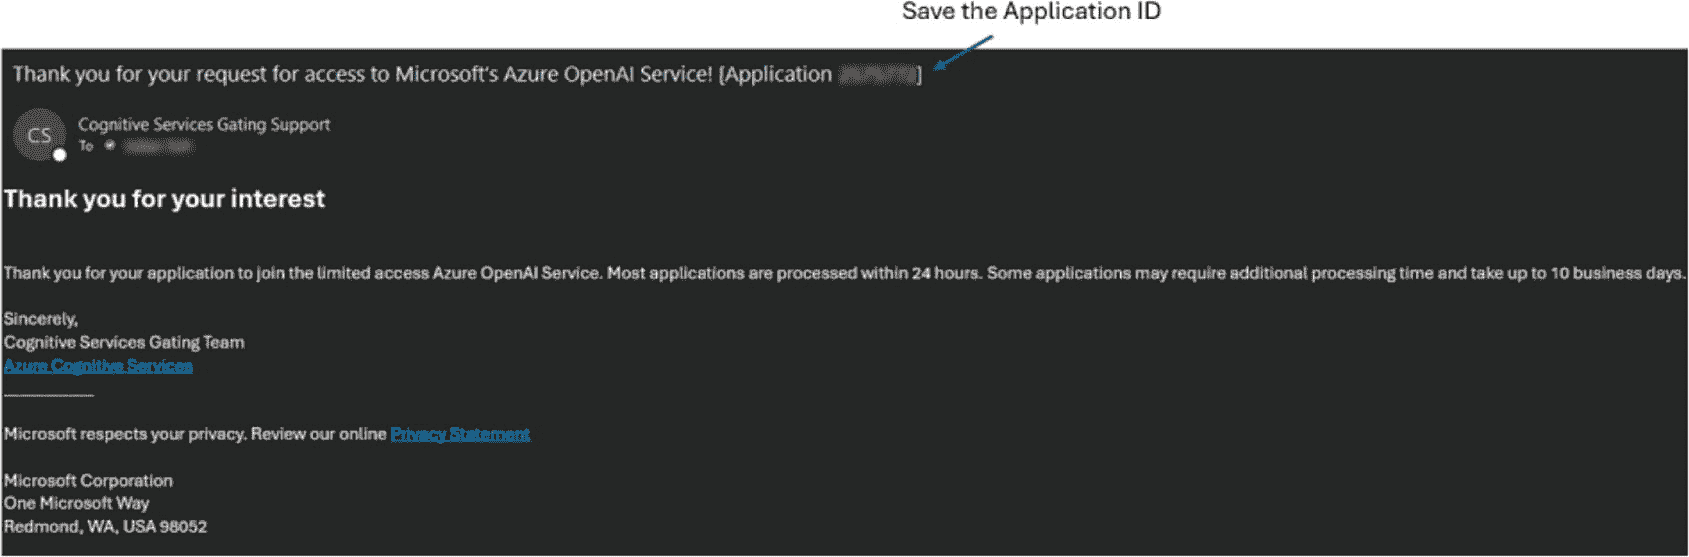 Save the Application ID
Thank you for your request for access to Microsoft's Azure OpenAI Service! [Application ]
CS
Cognitive Services Gating Support
To
Thank you for your interest
Thank you for your application to join the limited access Azure OpenAI Service. Most applications are processed within 24 hours. Some applications may require additional processing time and take up to 10 business days.
Sincerely,
Cognitive Services Gating Team
Azure Cognitive Services
Microsoft respects your privacy. Review our online Privacy Statement
Microsoft Corporation
One Microsoft Way
Redmond, WA, USA 98052